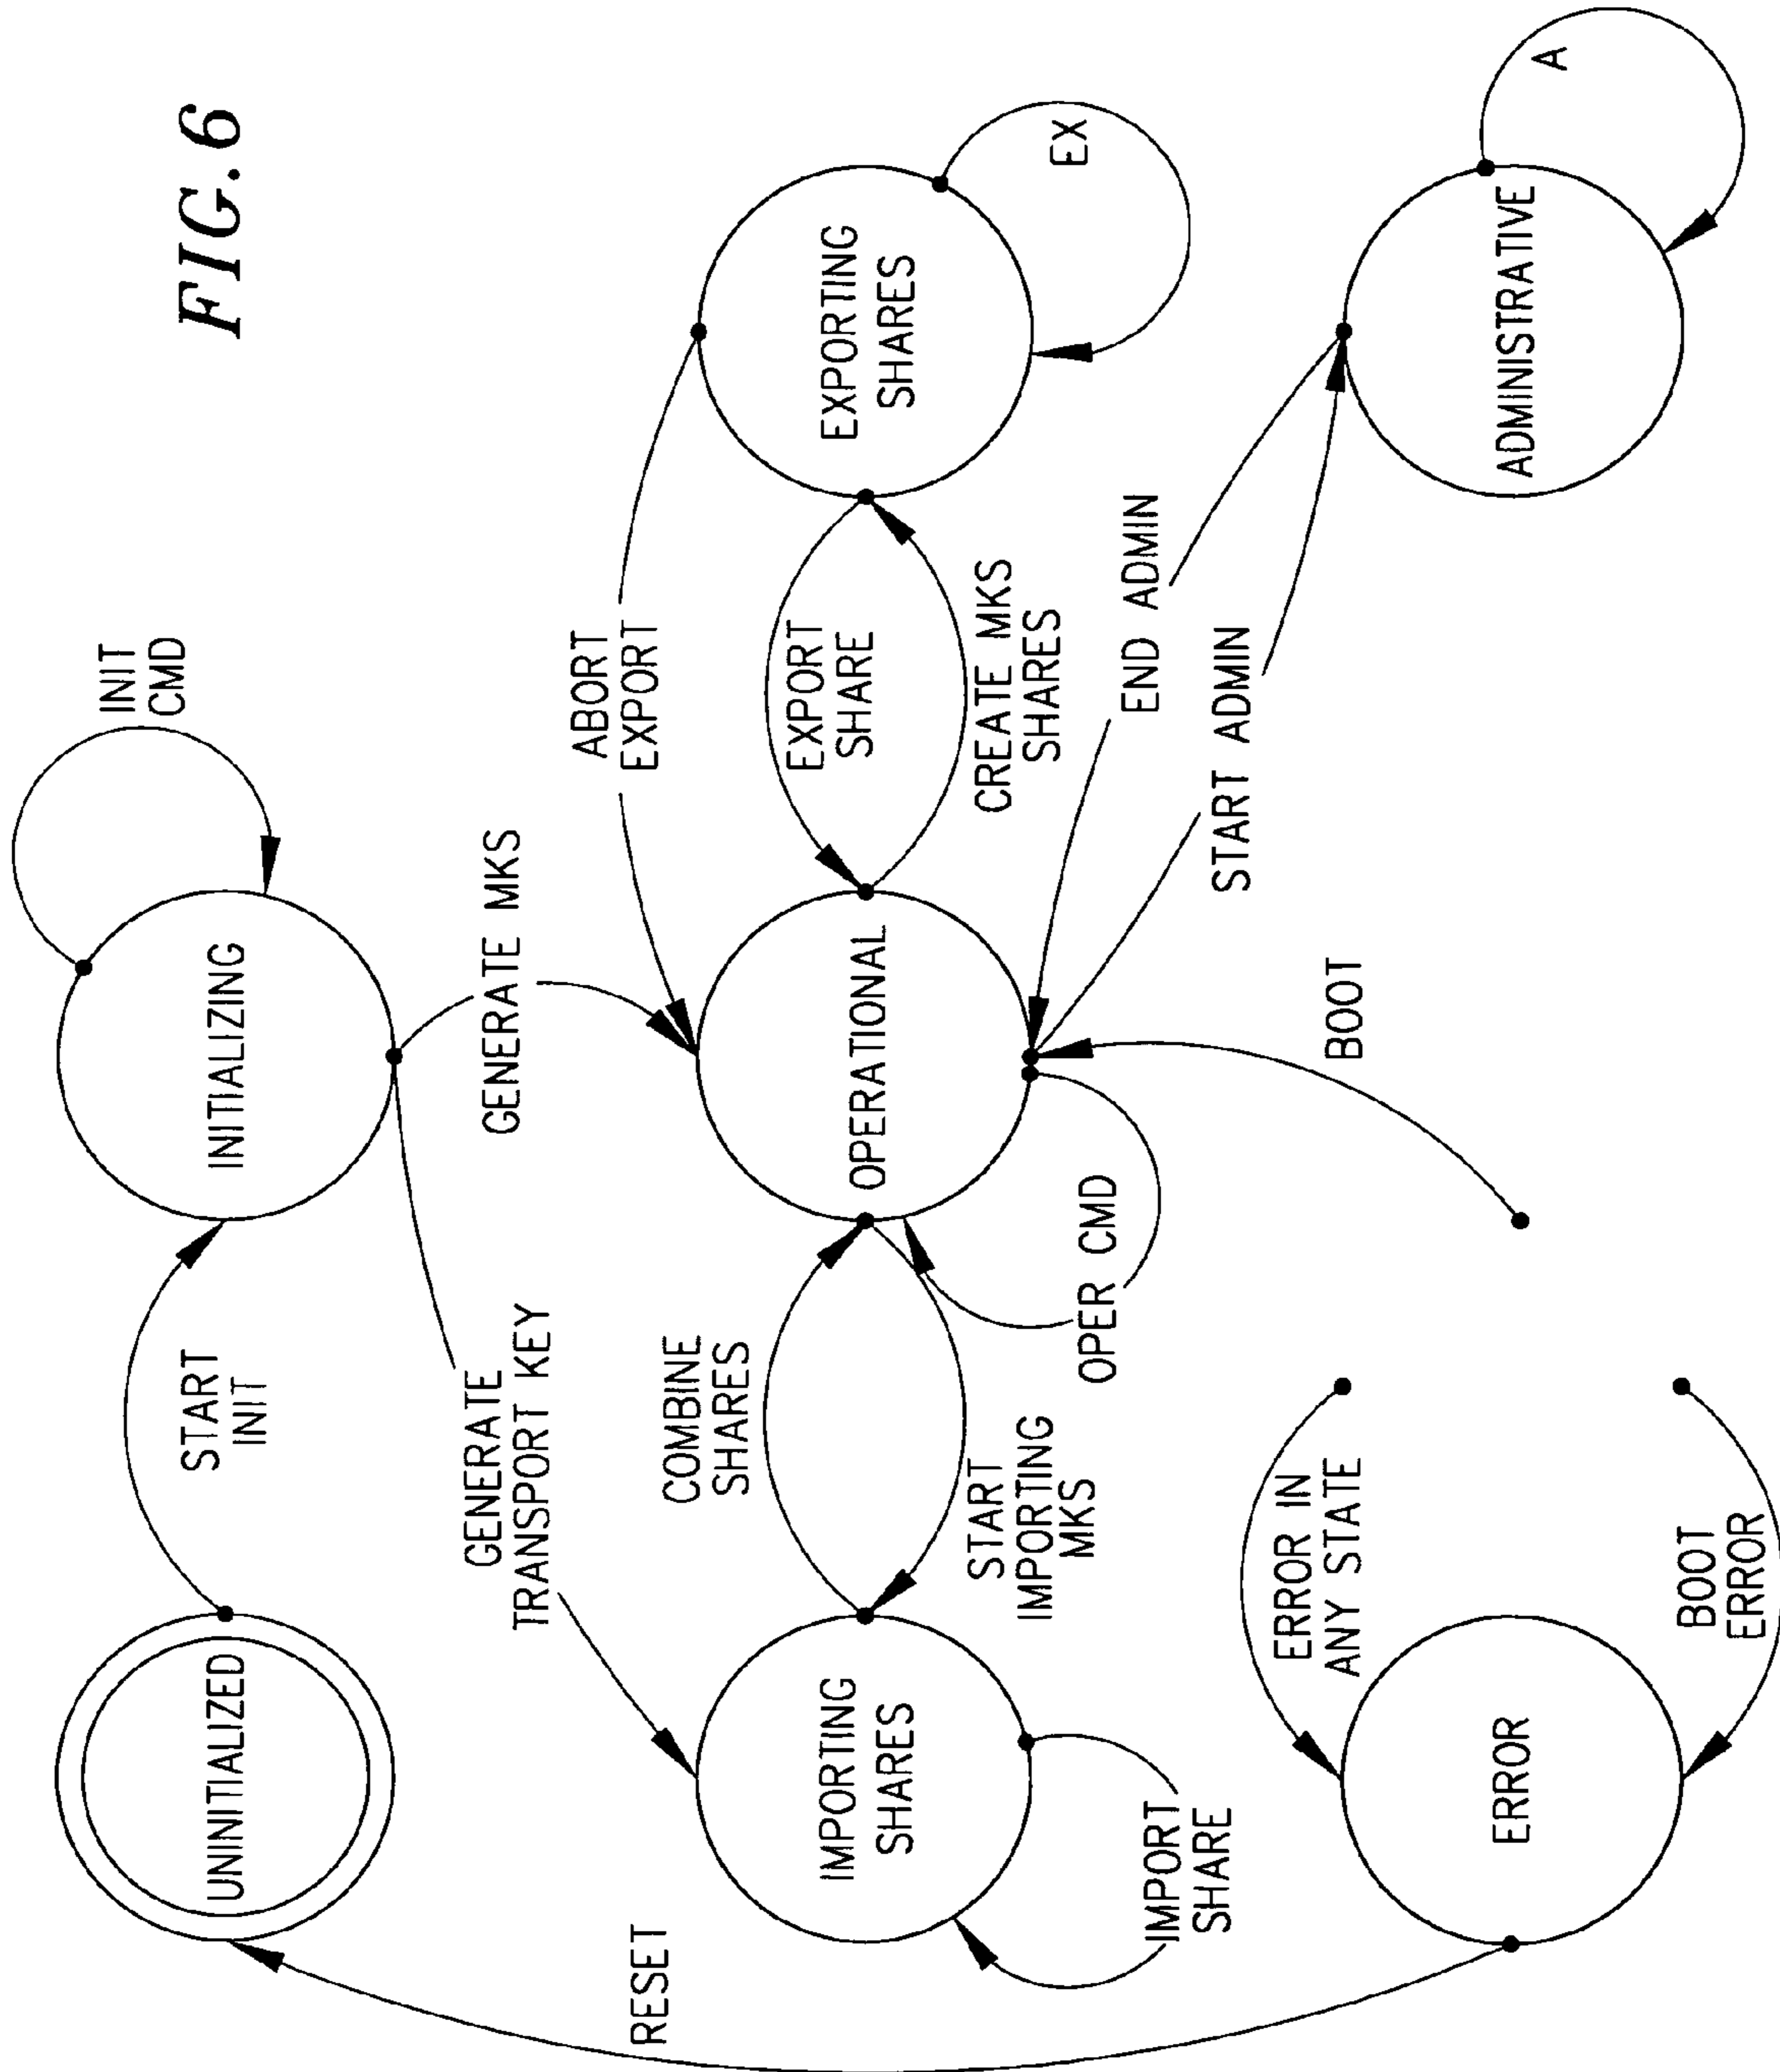 FIG.6
UNINITIALIZED
START
INIT
INITIALIZING
INIT
CMD
RESET
GENERATE
TRANSPORT KEY
GENERATE MKS
ABORT
EXPORT
IMPORTING
SHARES
COMBINE
SHARES
START
IMPORTING
MKS
OPERATIONAL
EXPORT
SHARE
CREATE MKS
SHARES
EXPORTING
SHARES
EX
IMPORT
SHARE
OPER CMD
END ADMIN
START ADMIN
ERROR
ERROR IN
ANY STATE
BOOT
ERROR
BOOT
ADMINISTRATIVE
A